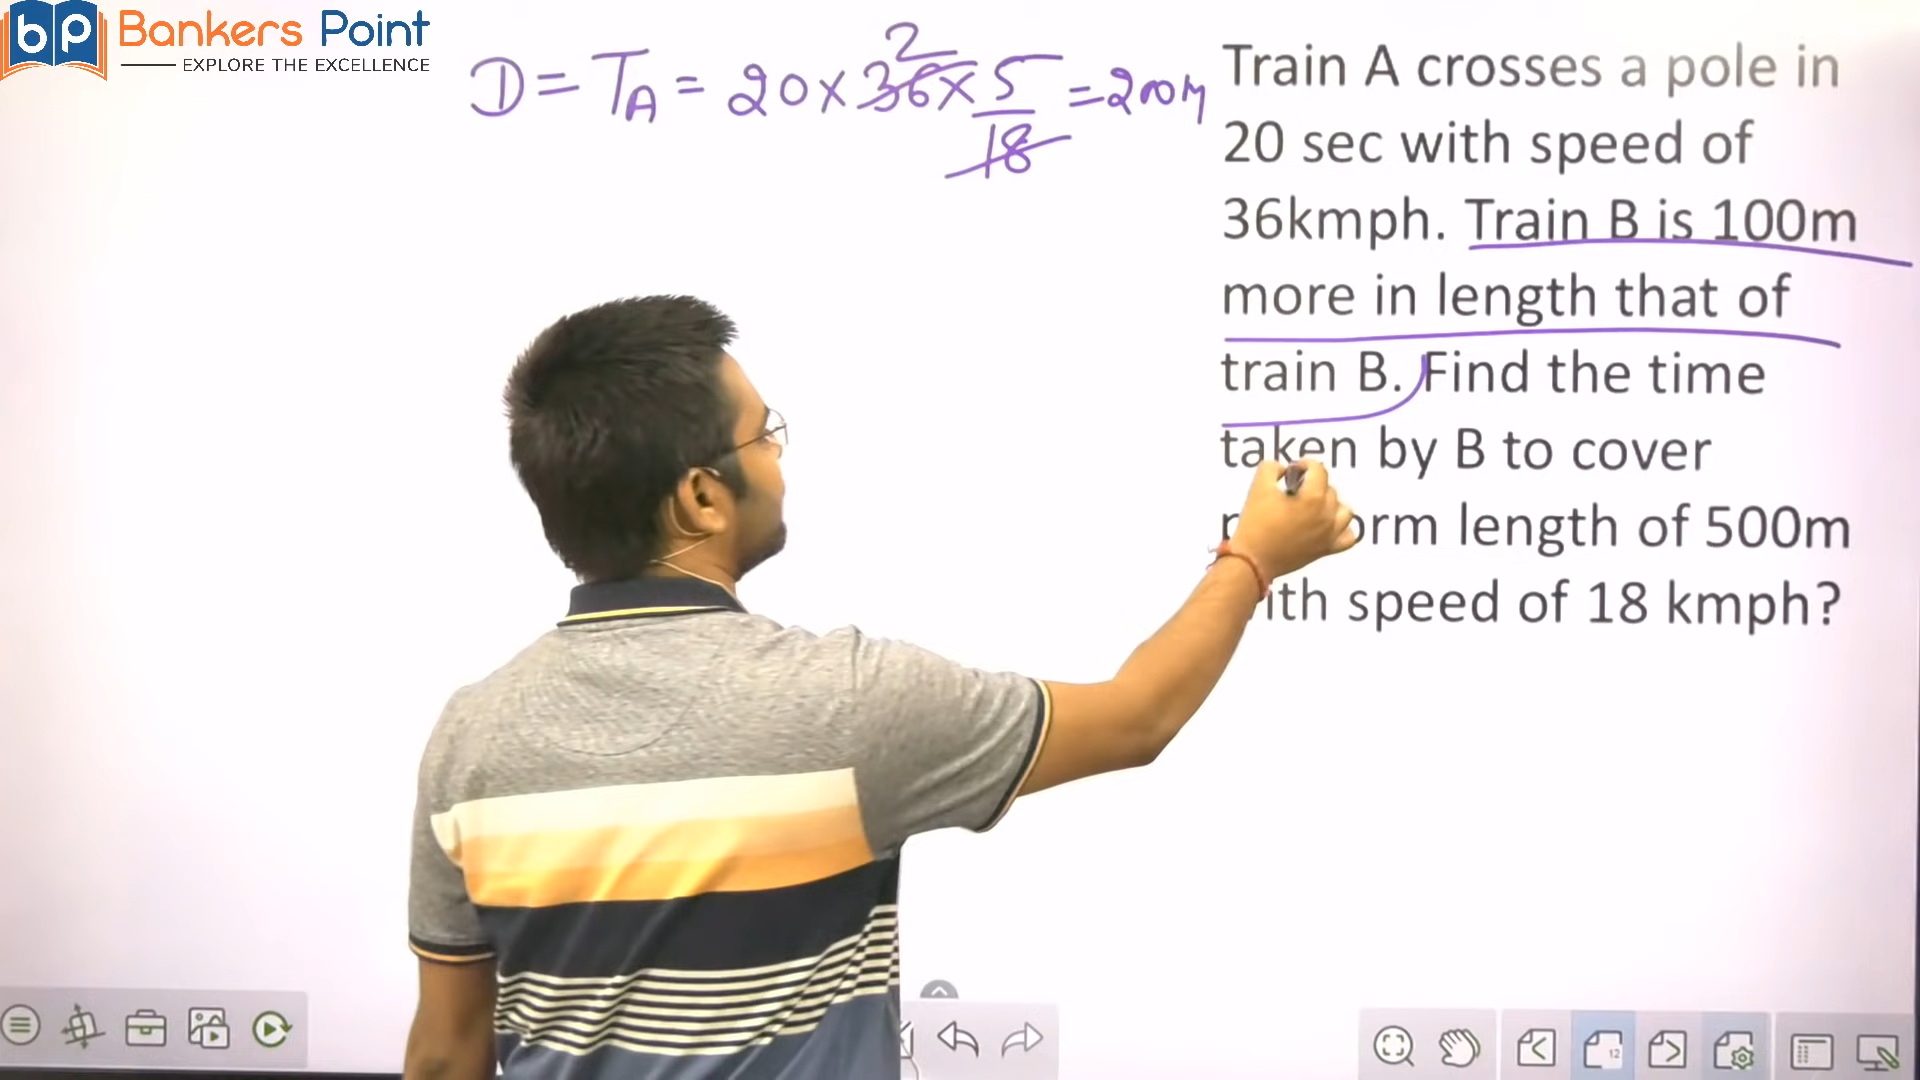 bp Bankers Point
EXPLORE THE EXCELLENCE
D = TA = 20 × 36 × 5/18 = 200M
2
Train A crosses a pole in
20 sec with speed of
36kmph. Train B is 100m
more in length that of
train B. Find the time
taken by B to cover
orm length of 500m
ith speed of 18 kmph?
12